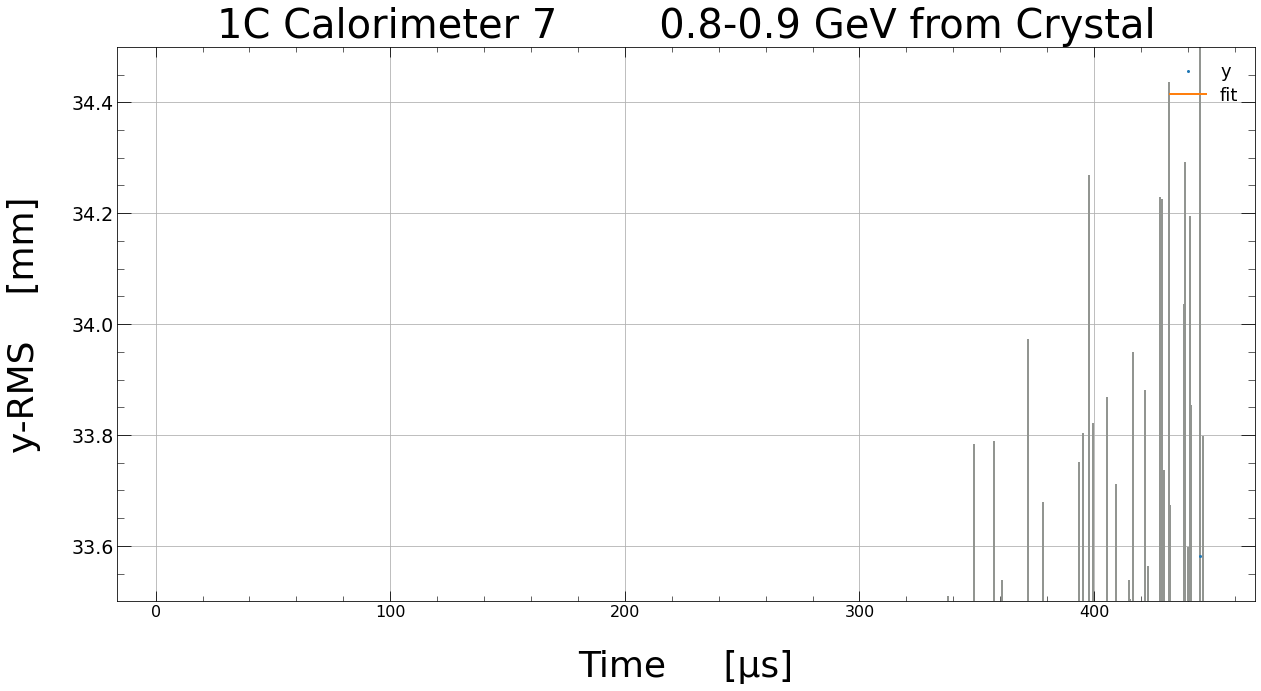 1C Calorimeter 7 0.8-0.9 GeV from Crystal
y
fit
y-RMS [mm]
34.4
34.2
34.0
33.8
33.6
0 100 200 300 400
Time [µs]